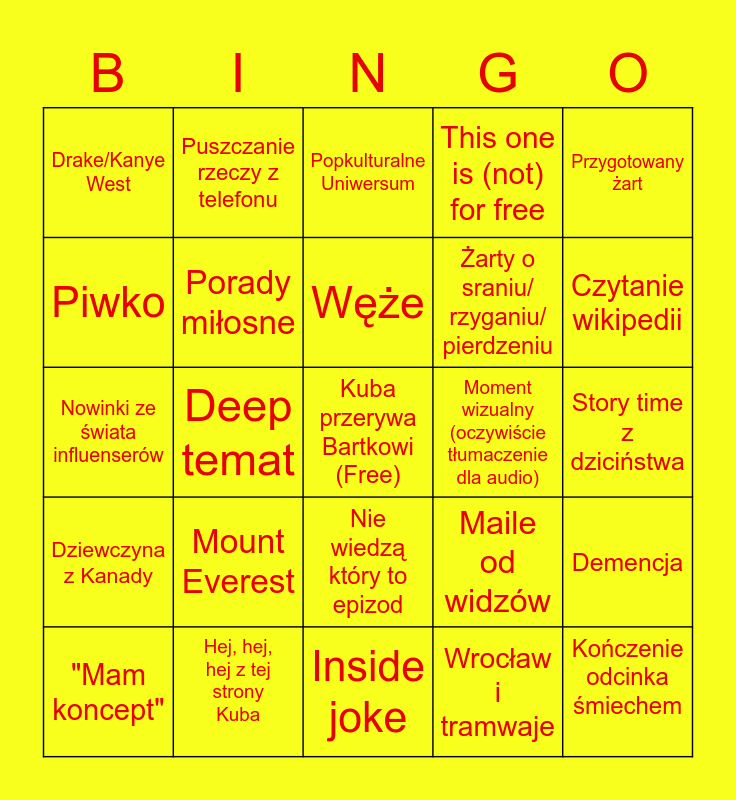 B I N G O
Drake/Kanye
West
Puszczanie
rzeczy z
telefonu
Popkulturalne
Uniwersum
This one
is (not)
for free
Przygotowany
żart
Piwko
Porady
miłosne
Węże
Żarty o
sraniu/
rzyganiu/
pierdzeniu
Czytanie
wikipedii
Nowinki ze
świata
influenserów
Deep
temat
Kuba
przerywa
Bartkowi
(Free)
Moment
wizualny
(oczywiście
tłumaczenie
dla audio)
Story time
z
dziciństwa
Dziewczyna
z Kanady
Mount
Everest
Nie
wiedzą
który to
epizod
Maile
od
widzów
Demencja
"Mam
koncept"
Hej, hej,
hej z tej
strony
Kuba
Inside
joke
Wrocław
i
tramwaje
Kończenie
odcinka
śmiechem